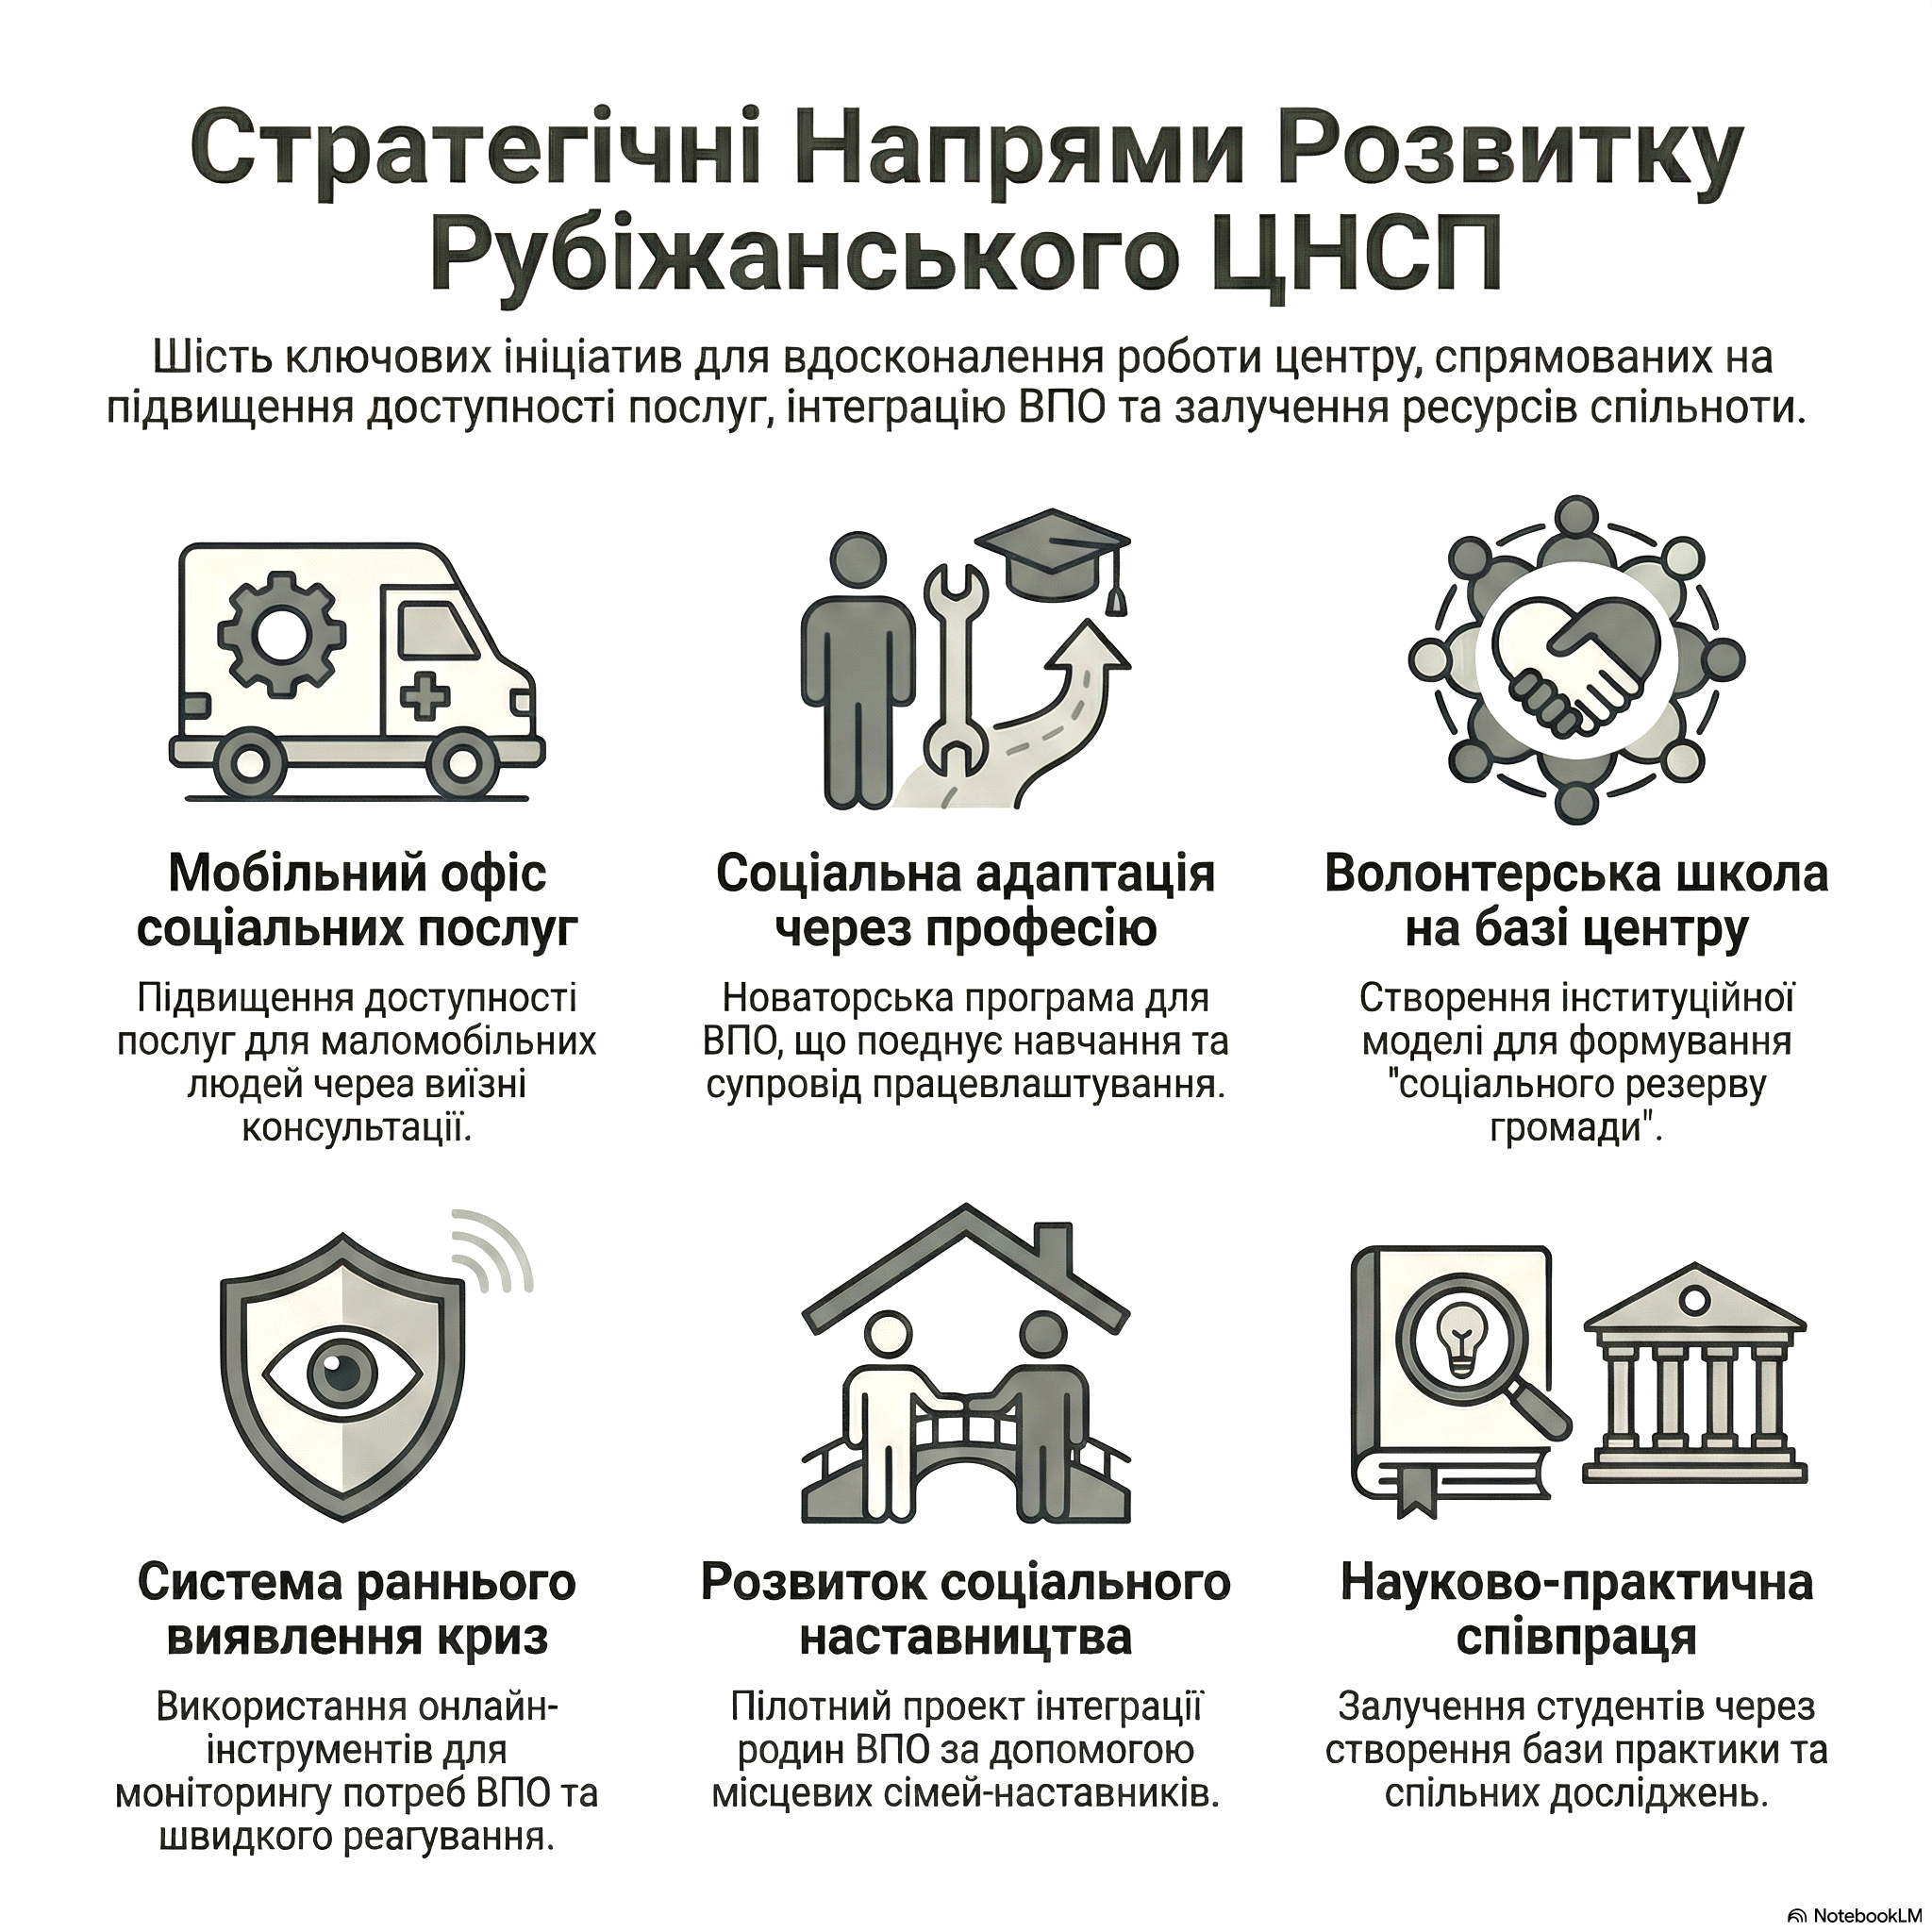 Стратегічні Напрями Розвитку
Рубіжанського ЦНСП
Шість ключових ініціатив для вдосконалення роботи центру, спрямованих на
підвищення доступності послуг, інтеграцію ВПО та залучення ресурсів спільноти.
Мобільний офіс
соціальних послуг
Підвищення доступності
послуг для маломобільних
людей череа виїзні
консультації.
Соціальна адаптація
через професію
Новаторська програма для
ВПО, що поєднує навчання та
супровід працевлаштування.
Волонтерська школа
на базі центру
Створення інституційної
моделі для формування
"соціального резерву
громади".
Система раннього
виявлення криз
Використання онлайн-
інструментів для
моніторингу потреб ВПО та
швидкого реагування.
Розвиток соціального
наставництва
Пілотний проект інтеграції
родин ВПО за допомогою
місцевих сімей-наставників.
Науково-практична
співпраця
Залучення студентів через
створення бази практики та
спільних досліджень.
NotebookLM